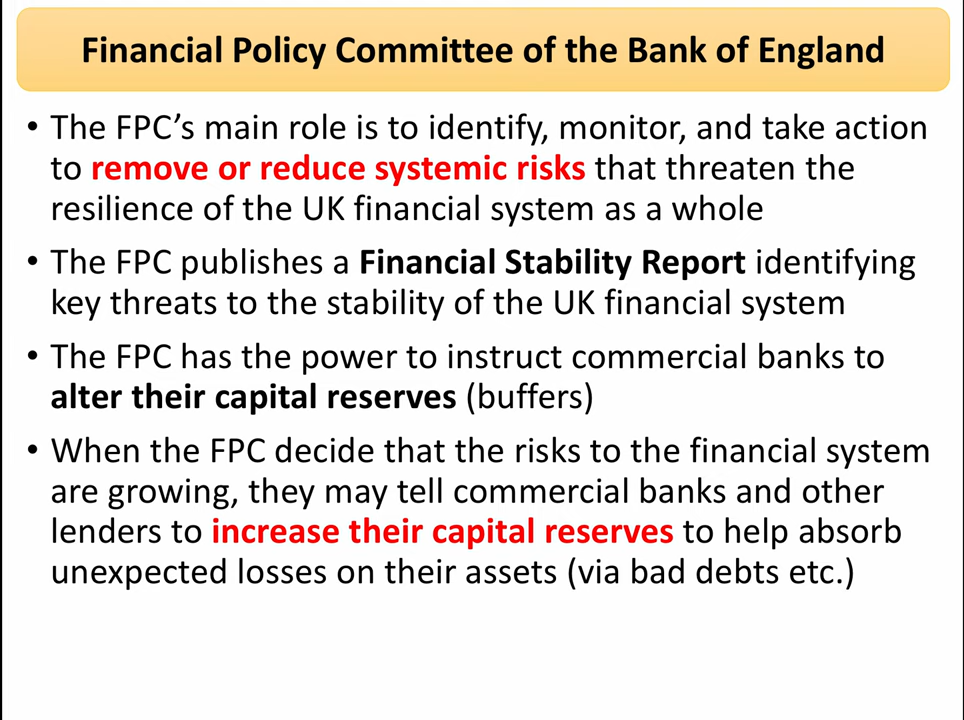 Financial Policy Committee of the Bank of England
• The FPC’s main role is to identify, monitor, and take action
to remove or reduce systemic risks that threaten the
resilience of the UK financial system as a whole
• The FPC publishes a Financial Stability Report identifying
key threats to the stability of the UK financial system
• The FPC has the power to instruct commercial banks to
alter their capital reserves (buffers)
• When the FPC decide that the risks to the financial system
are growing, they may tell commercial banks and other
lenders to increase their capital reserves to help absorb
unexpected losses on their assets (via bad debts etc.)